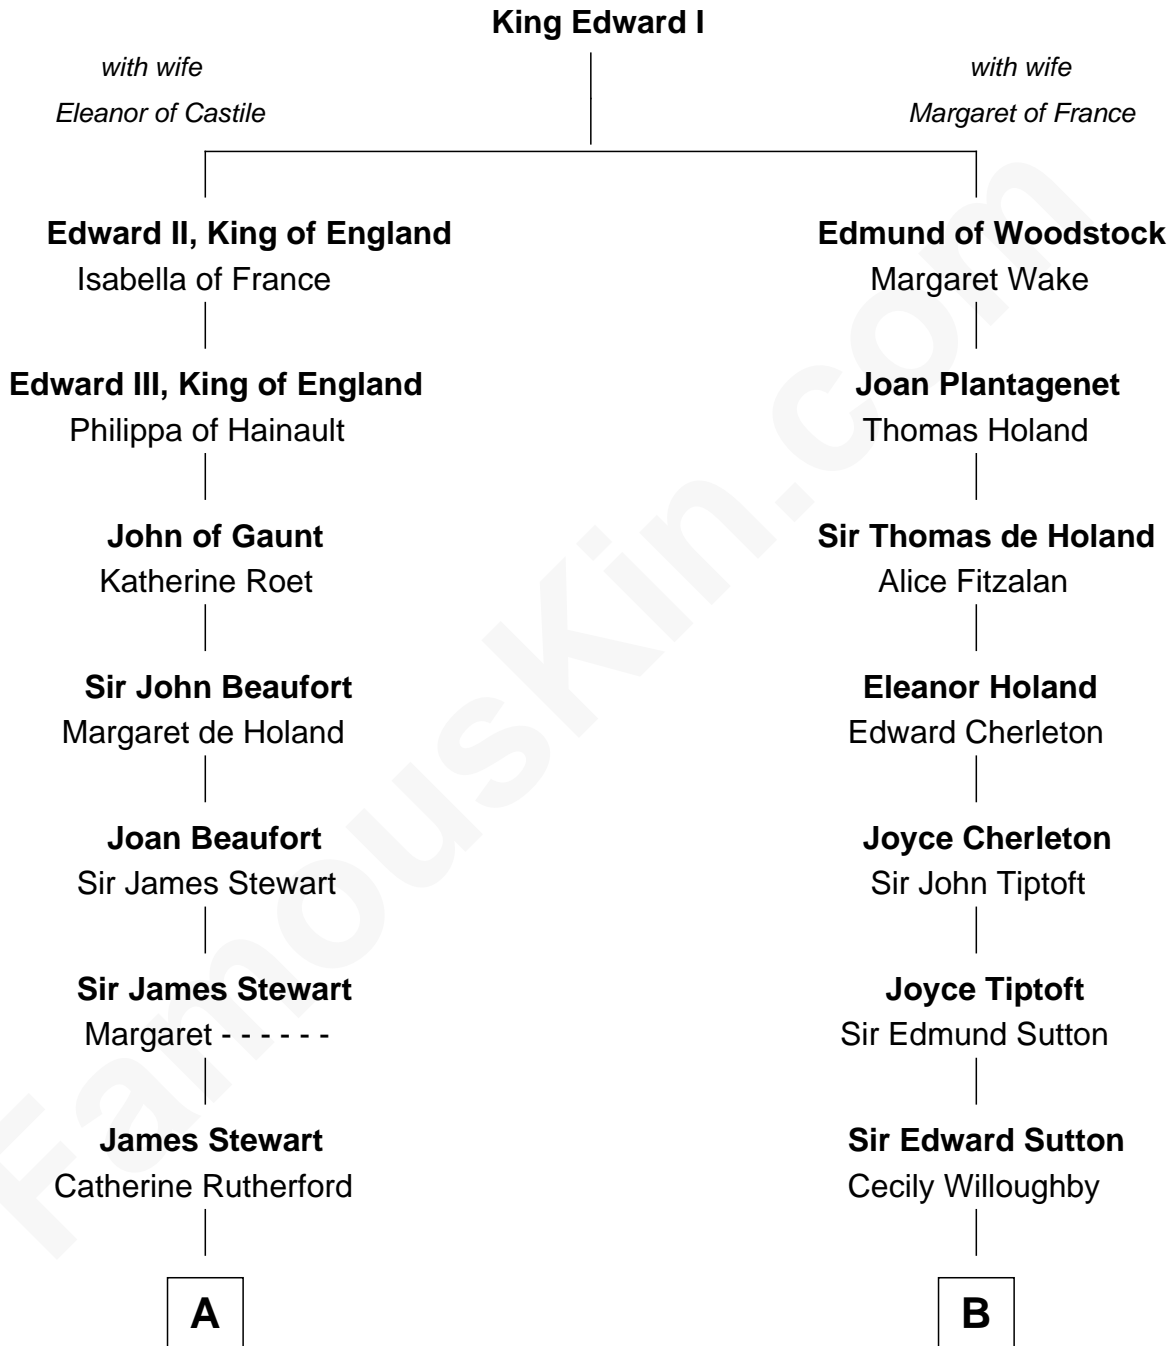 King Edward I
with wife
Eleanor of Castile
with wife
Margaret of France
Edward II, King of England
Isabella of France
Edmund of Woodstock
Margaret Wake
Edward III, King of England
Philippa of Hainault
Joan Plantagenet
Thomas Holand
John of Gaunt
Katherine Roet
Sir Thomas de Holand
Alice Fitzalan
Sir John Beaufort
Margaret de Holand
Eleanor Holand
Edward Cherleton
Joan Beaufort
Sir James Stewart
Joyce Cherleton
Sir John Tiptoft
Sir James Stewart
Margaret - - - - - -
Joyce Tiptoft
Sir Edmund Sutton
James Stewart
Catherine Rutherford
Sir Edward Sutton
Cecily Willoughby
A
B
FamousKin.com